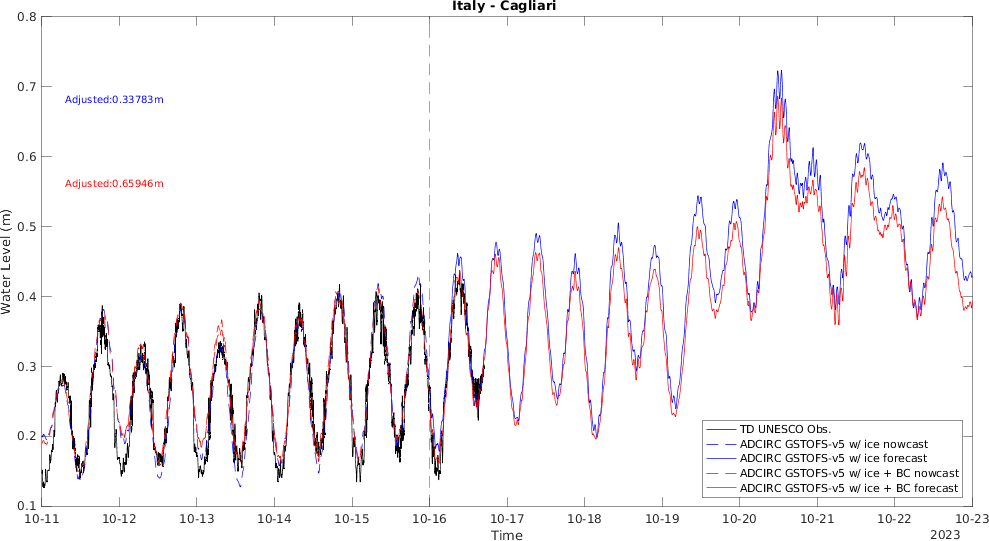 Italy - Cagliari
Water Level (m)
0.8
0.7
0.6
0.5
0.4
0.3
0.2
0.1
Adjusted:0.33783m
Adjusted:0.65946m
TD UNESCO Obs.
ADCIRC GSTOFS-v5 w/ ice nowcast
ADCIRC GSTOFS-v5 w/ ice forecast
ADCIRC GSTOFS-v5 w/ ice + BC nowcast
ADCIRC GSTOFS-v5 w/ ice + BC forecast
10-11 10-12 10-13 10-14 10-15 10-16 10-17 10-18 10-19 10-20 10-21 10-22 10-23
Time
2023